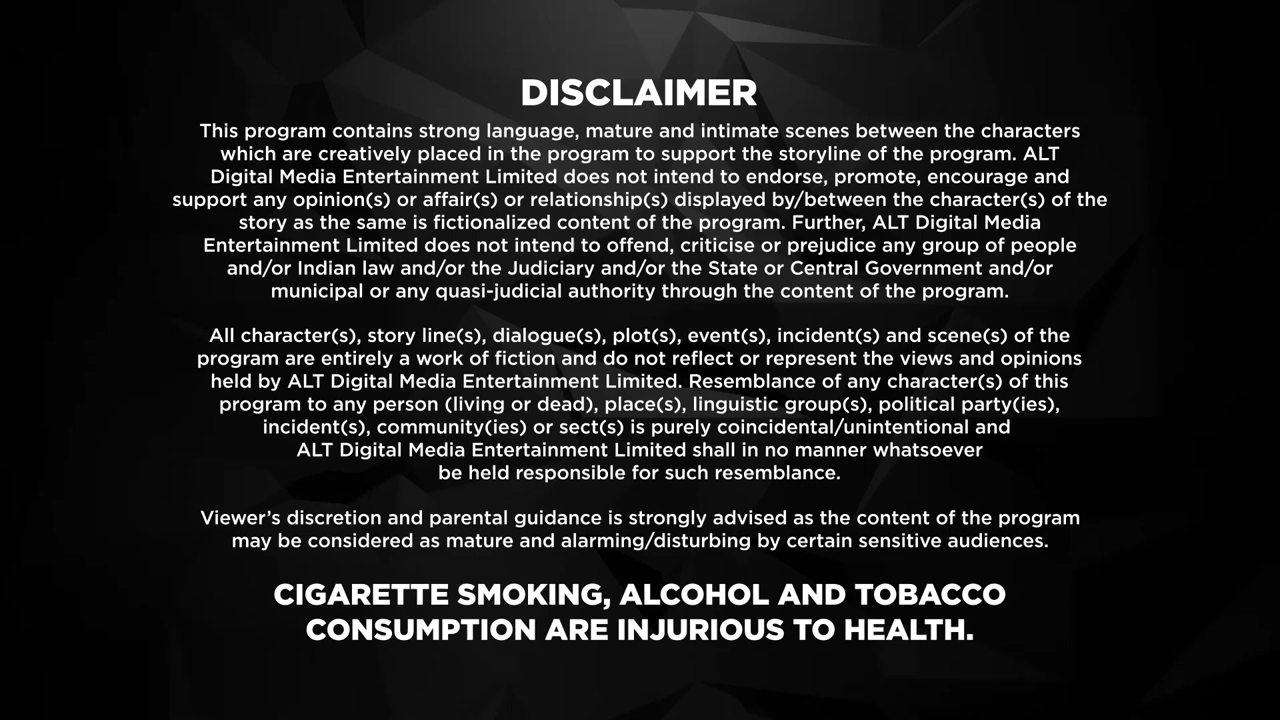 DISCLAIMER
This program contains strong language, mature and intimate scenes between the characters
which are creatively placed in the program to support the storyline of the program. ALT
Digital Media Entertainment Limited does not intend to endorse, promote, encourage and
support any opinion(s) or affair(s) or relationship(s) displayed by/between the character(s) of the
story as the same is fictionalized content of the program. Further, ALT Digital Media
Entertainment Limited does not intend to offend, criticise or prejudice any group of people
and/or Indian law and/or the Judiciary and/or the State or Central Government and/or
municipal or any quasi-judicial authority through the content of the program.
All character(s), story line(s), dialogue(s), plot(s), event(s), incident(s) and scene(s) of the
program are entirely a work of fiction and do not reflect or represent the views and opinions
held by ALT Digital Media Entertainment Limited. Resemblance of any character(s) of this
program to any person (living or dead), place(s), linguistic group(s), political party(ies),
incident(s), community(ies) or sect(s) is purely coincidental/unintentional and
ALT Digital Media Entertainment Limited shall in no manner whatsoever
be held responsible for such resemblance.
Viewer's discretion and parental guidance is strongly advised as the content of the program
may be considered as mature and alarming/disturbing by certain sensitive audiences.
CIGARETTE SMOKING, ALCOHOL AND TOBACCO
CONSUMPTION ARE INJURIOUS TO HEALTH.